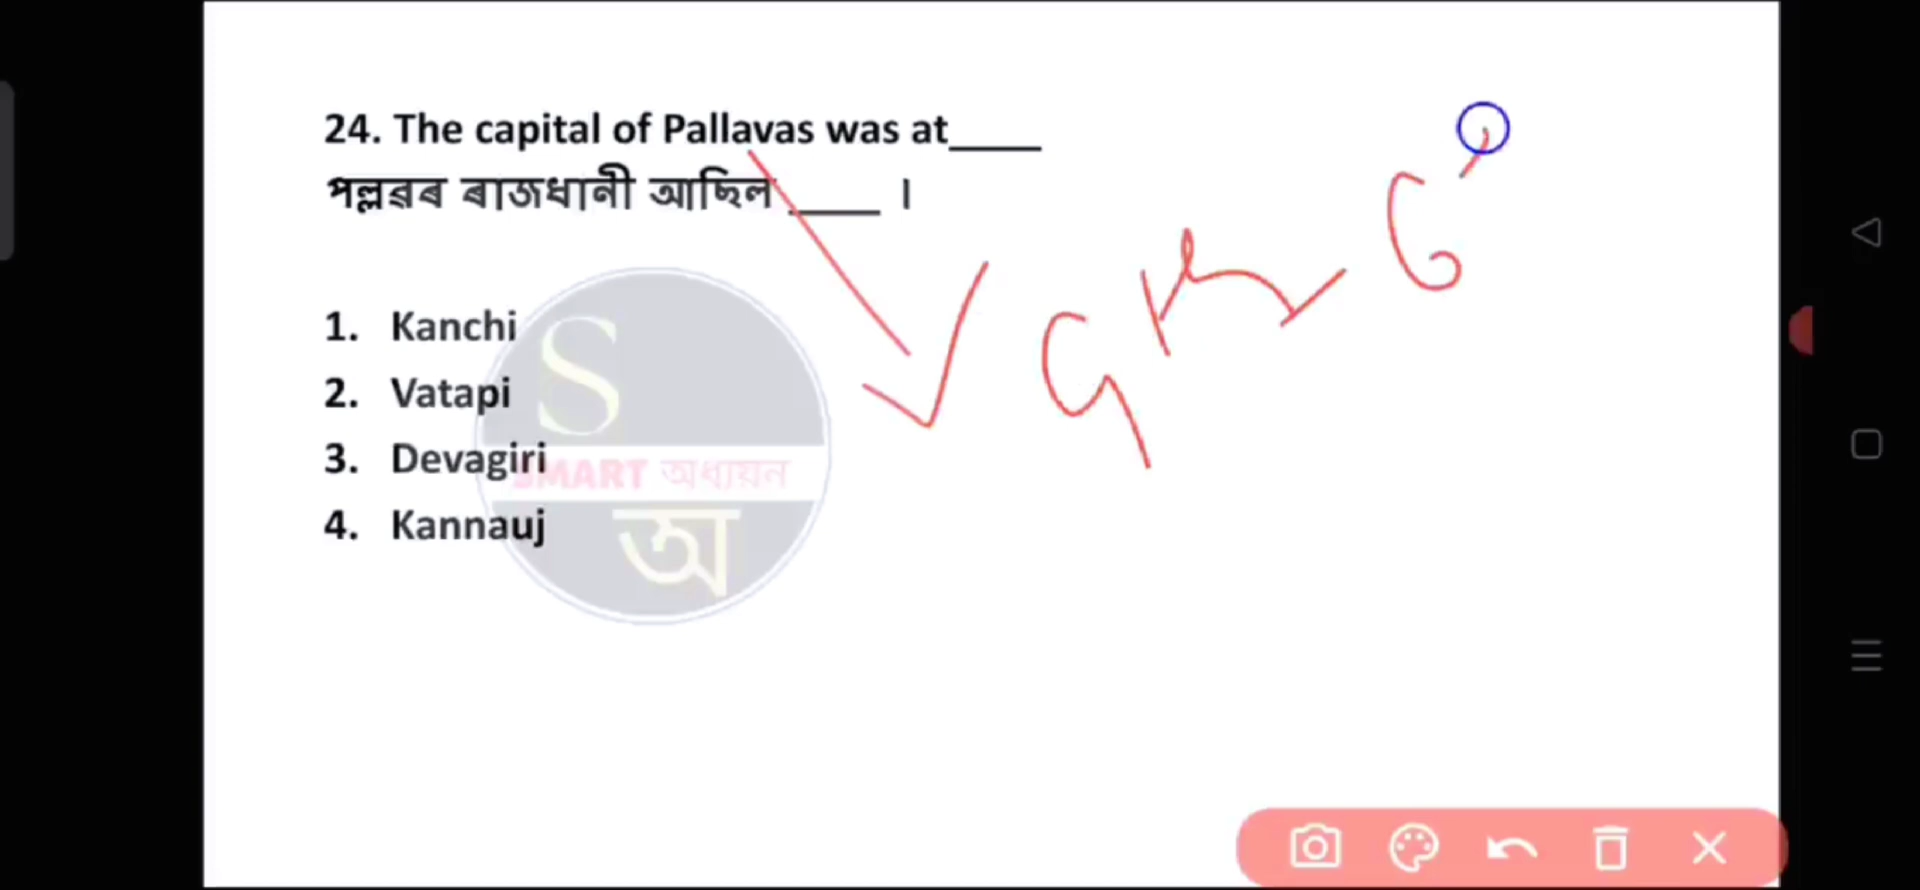 24. The capital of Pallavas was at____
পল্লৱৰ ৰাজধানী আছিল ____ ।
1. Kanchi
2. Vatapi
3. Devagiri
4. Kannauj
S
SMART অধ্যয়ন
অ